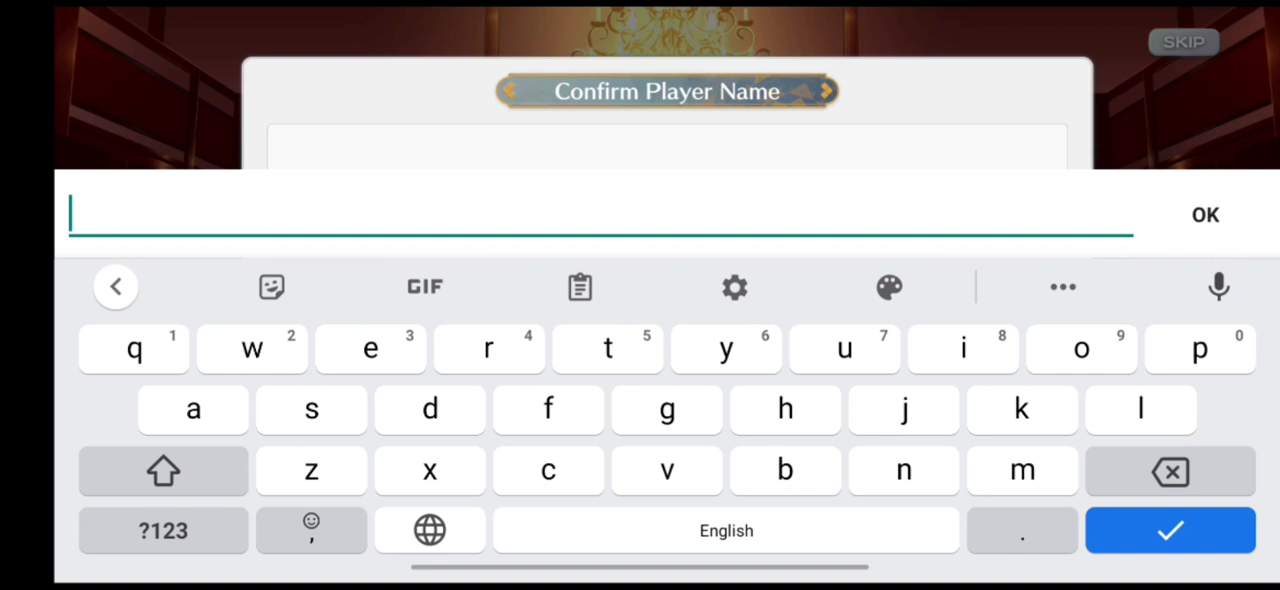 SKIP
Confirm Player Name
OK
GIF
q 1 w 2 e 3 r 4 t 5 y 6 u 7 i 8 o 9 p 0
a s d f g h j k l
z x c v b n m
?123 , English .